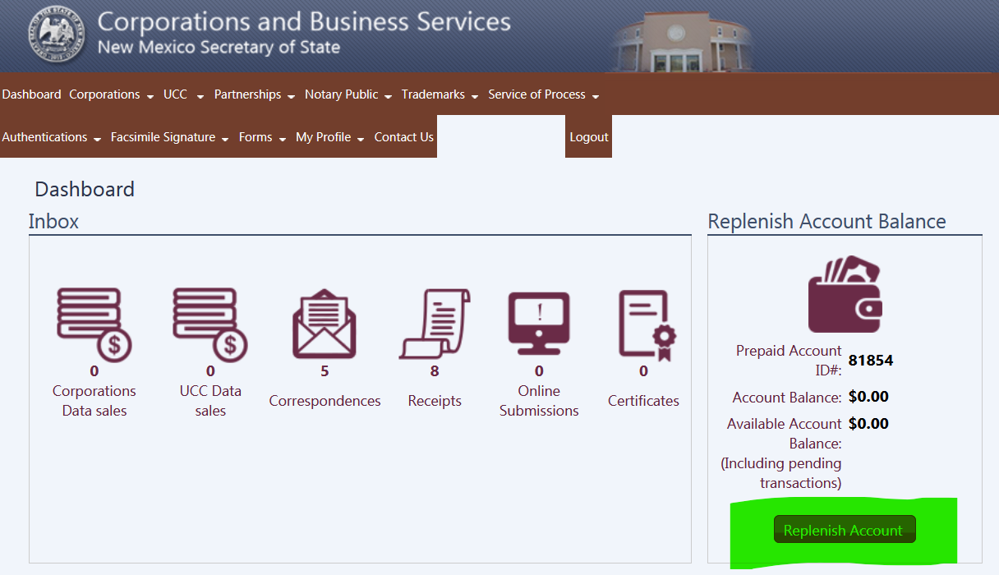 Corporations and Business Services
New Mexico Secretary of State
Dashboard Corporations UCC Partnerships Notary Public Trademarks Service of Process
Authentications Facsimile Signature Forms My Profile Contact Us Logout
Dashboard
Inbox
0
Corporations
Data sales
0
UCC Data
sales
5
Correspondences
8
Receipts
!
0
Online
Submissions
0
Certificates
Replenish Account Balance
Prepaid Account
ID#: 81854
Account Balance: $0.00
Available Account
Balance: $0.00
(Including pending
transactions)
Replenish Account